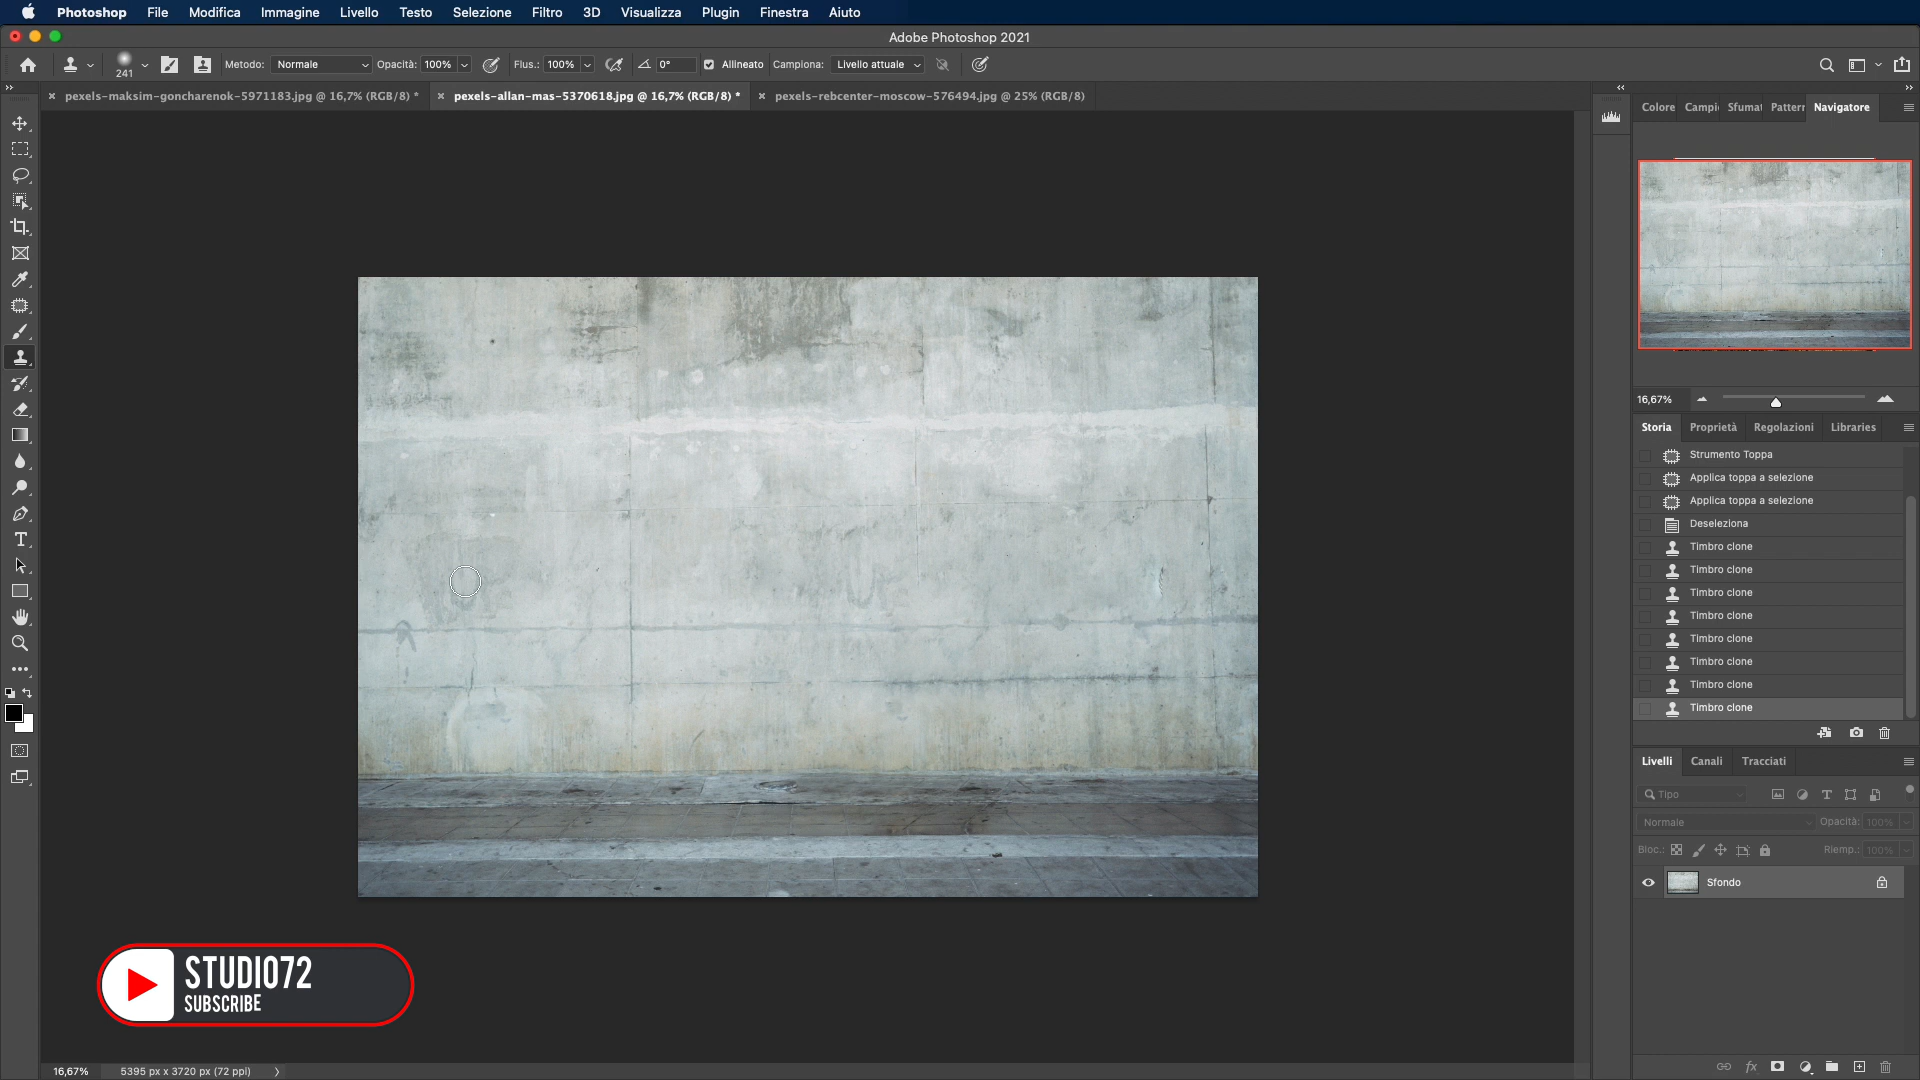 Photoshop File Modifica Immagine Livello Testo Selezione Filtro 3D Visualizza Plugin Finestra Aiuto
Adobe Photoshop 2021
241 Metodo: Normale Opacità: 100% Flus.: 100% 0° Allineato Campiona: Livello attuale
pexels-maksim-goncharenok-5971183.jpg @ 16,7% (RGB/8) * pexels-allan-mas-5370618.jpg @ 16,7% (RGB/8) * pexels-rebcenter-moscow-576494.jpg @ 25% (RGB/8)
Colore Campi Sfumat Pattern Navigatore
16,67%
Storia Proprietà Regolazioni Libraries
Strumento Toppa
Applica toppa a selezione
Applica toppa a selezione
Deseleziona
Timbro clone
Timbro clone
Timbro clone
Timbro clone
Timbro clone
Timbro clone
Timbro clone
Timbro clone
Livelli Canali Tracciati
Tipo
Normale Opacità: 100%
Bloc.: Riemp.: 100%
Sfondo
fx
STUDIO72
SUBSCRIBE
16,67% 5395 px x 3720 px (72 ppi)